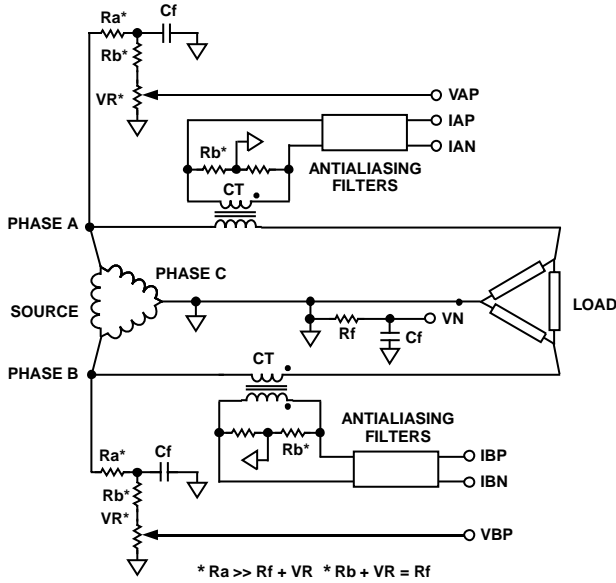 Ra*
Cf
Rb*
VR*
VAP
IAP
IAN
Rb*
ANTIALIASING
FILTERS
CT
PHASE A
PHASE C
SOURCE
LOAD
VN
Rf
Cf
PHASE B
CT
ANTIALIASING
FILTERS
Ra*
Cf
Rb*
IBP
Rb*
IBN
VR*
VBP
* Ra >> Rf + VR * Rb + VR = Rf